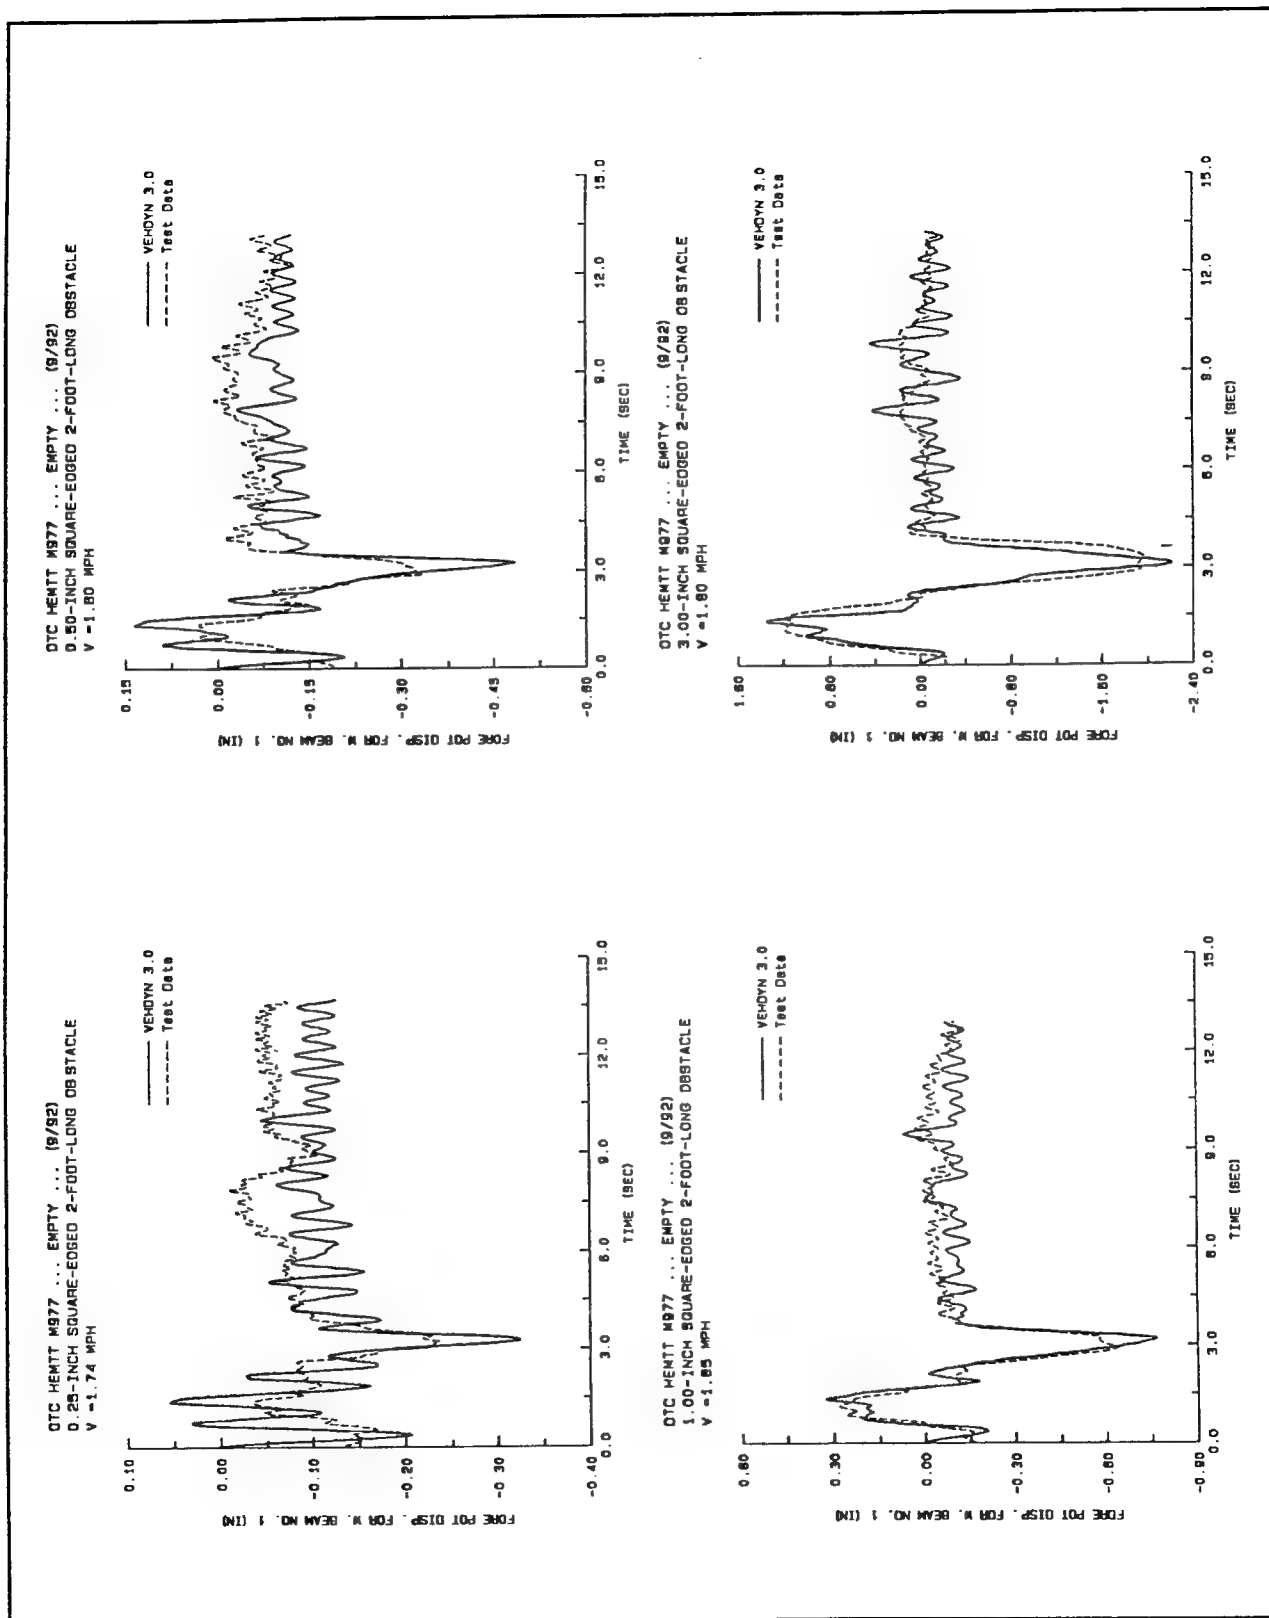 OTC HEMTT M977 ... EMPTY ... (9/92)
0.25-INCH SQUARE-EDGED 2-FOOT-LONG OBSTACLE
V =1.74 MPH
VEHDYN 3.0
Test Data
0.10
0.00
-0.10
-0.20
-0.30
-0.40
FORE POT DISP. FOR W. BEAM NO. 1 (IN)
0.0
3.0
6.0
9.0
12.0
15.0
TIME (SEC)
OTC HEMTT M977 ... EMPTY ... (9/92)
0.50-INCH SQUARE-EDGED 2-FOOT-LONG OBSTACLE
V =1.80 MPH
VEHDYN 3.0
Test Data
0.15
0.00
-0.15
-0.30
-0.45
-0.60
FORE POT DISP. FOR W. BEAM NO. 1 (IN)
0.0
3.0
6.0
9.0
12.0
15.0
TIME (SEC)
OTC HEMTT M977 ... EMPTY ... (9/92)
1.00-INCH SQUARE-EDGED 2-FOOT-LONG OBSTACLE
V =1.85 MPH
VEHDYN 3.0
Test Data
0.60
0.30
0.00
-0.30
-0.60
-0.90
FORE POT DISP. FOR W. BEAM NO. 1 (IN)
0.0
3.0
6.0
9.0
12.0
15.0
TIME (SEC)
OTC HEMTT M977 ... EMPTY ... (9/92)
3.00-INCH SQUARE-EDGED 2-FOOT-LONG OBSTACLE
V =1.80 MPH
VEHDYN 3.0
Test Data
1.60
0.80
0.00
-0.80
-1.60
-2.40
FORE POT DISP. FOR W. BEAM NO. 1 (IN)
0.0
3.0
6.0
9.0
12.0
15.0
TIME (SEC)